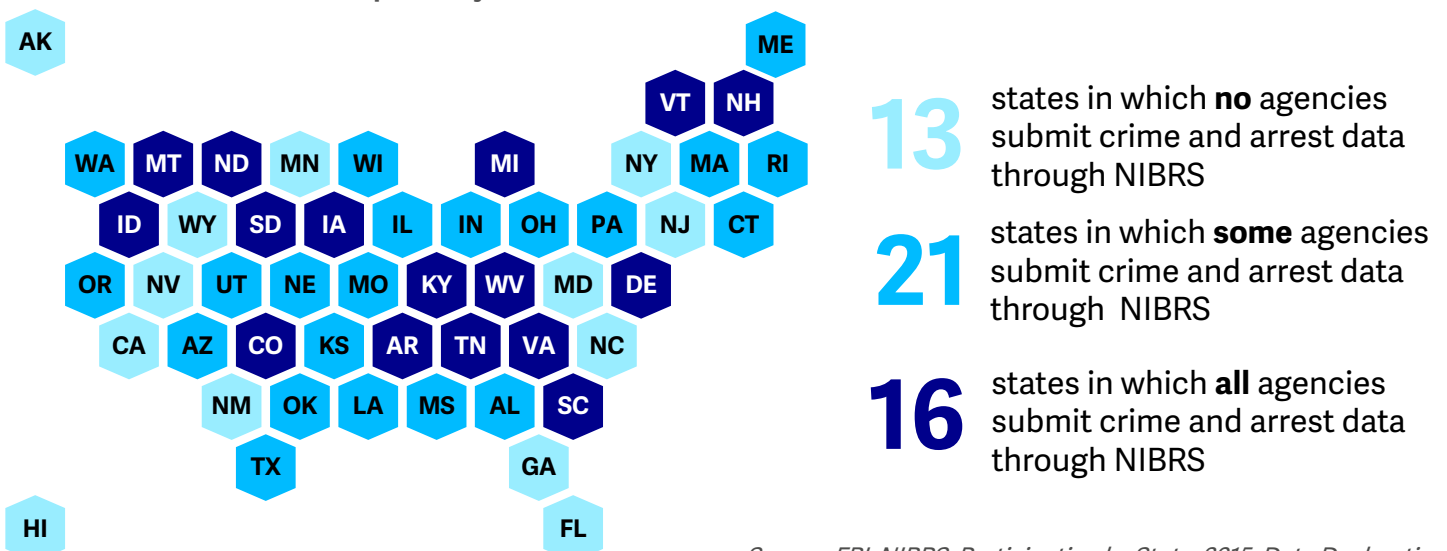 AK
ME
VT NH
WA MT ND MN WI MI NY MA RI
ID WY SD IA IL IN OH PA NJ CT
OR NV UT NE MO KY WV MD DE
CA AZ CO KS AR TN VA NC
NM OK LA MS AL SC
TX GA
HI FL
13 states in which no agencies
submit crime and arrest data
through NIBRS
21 states in which some agencies
submit crime and arrest data
through NIBRS
16 states in which all agencies
submit crime and arrest data
through NIBRS